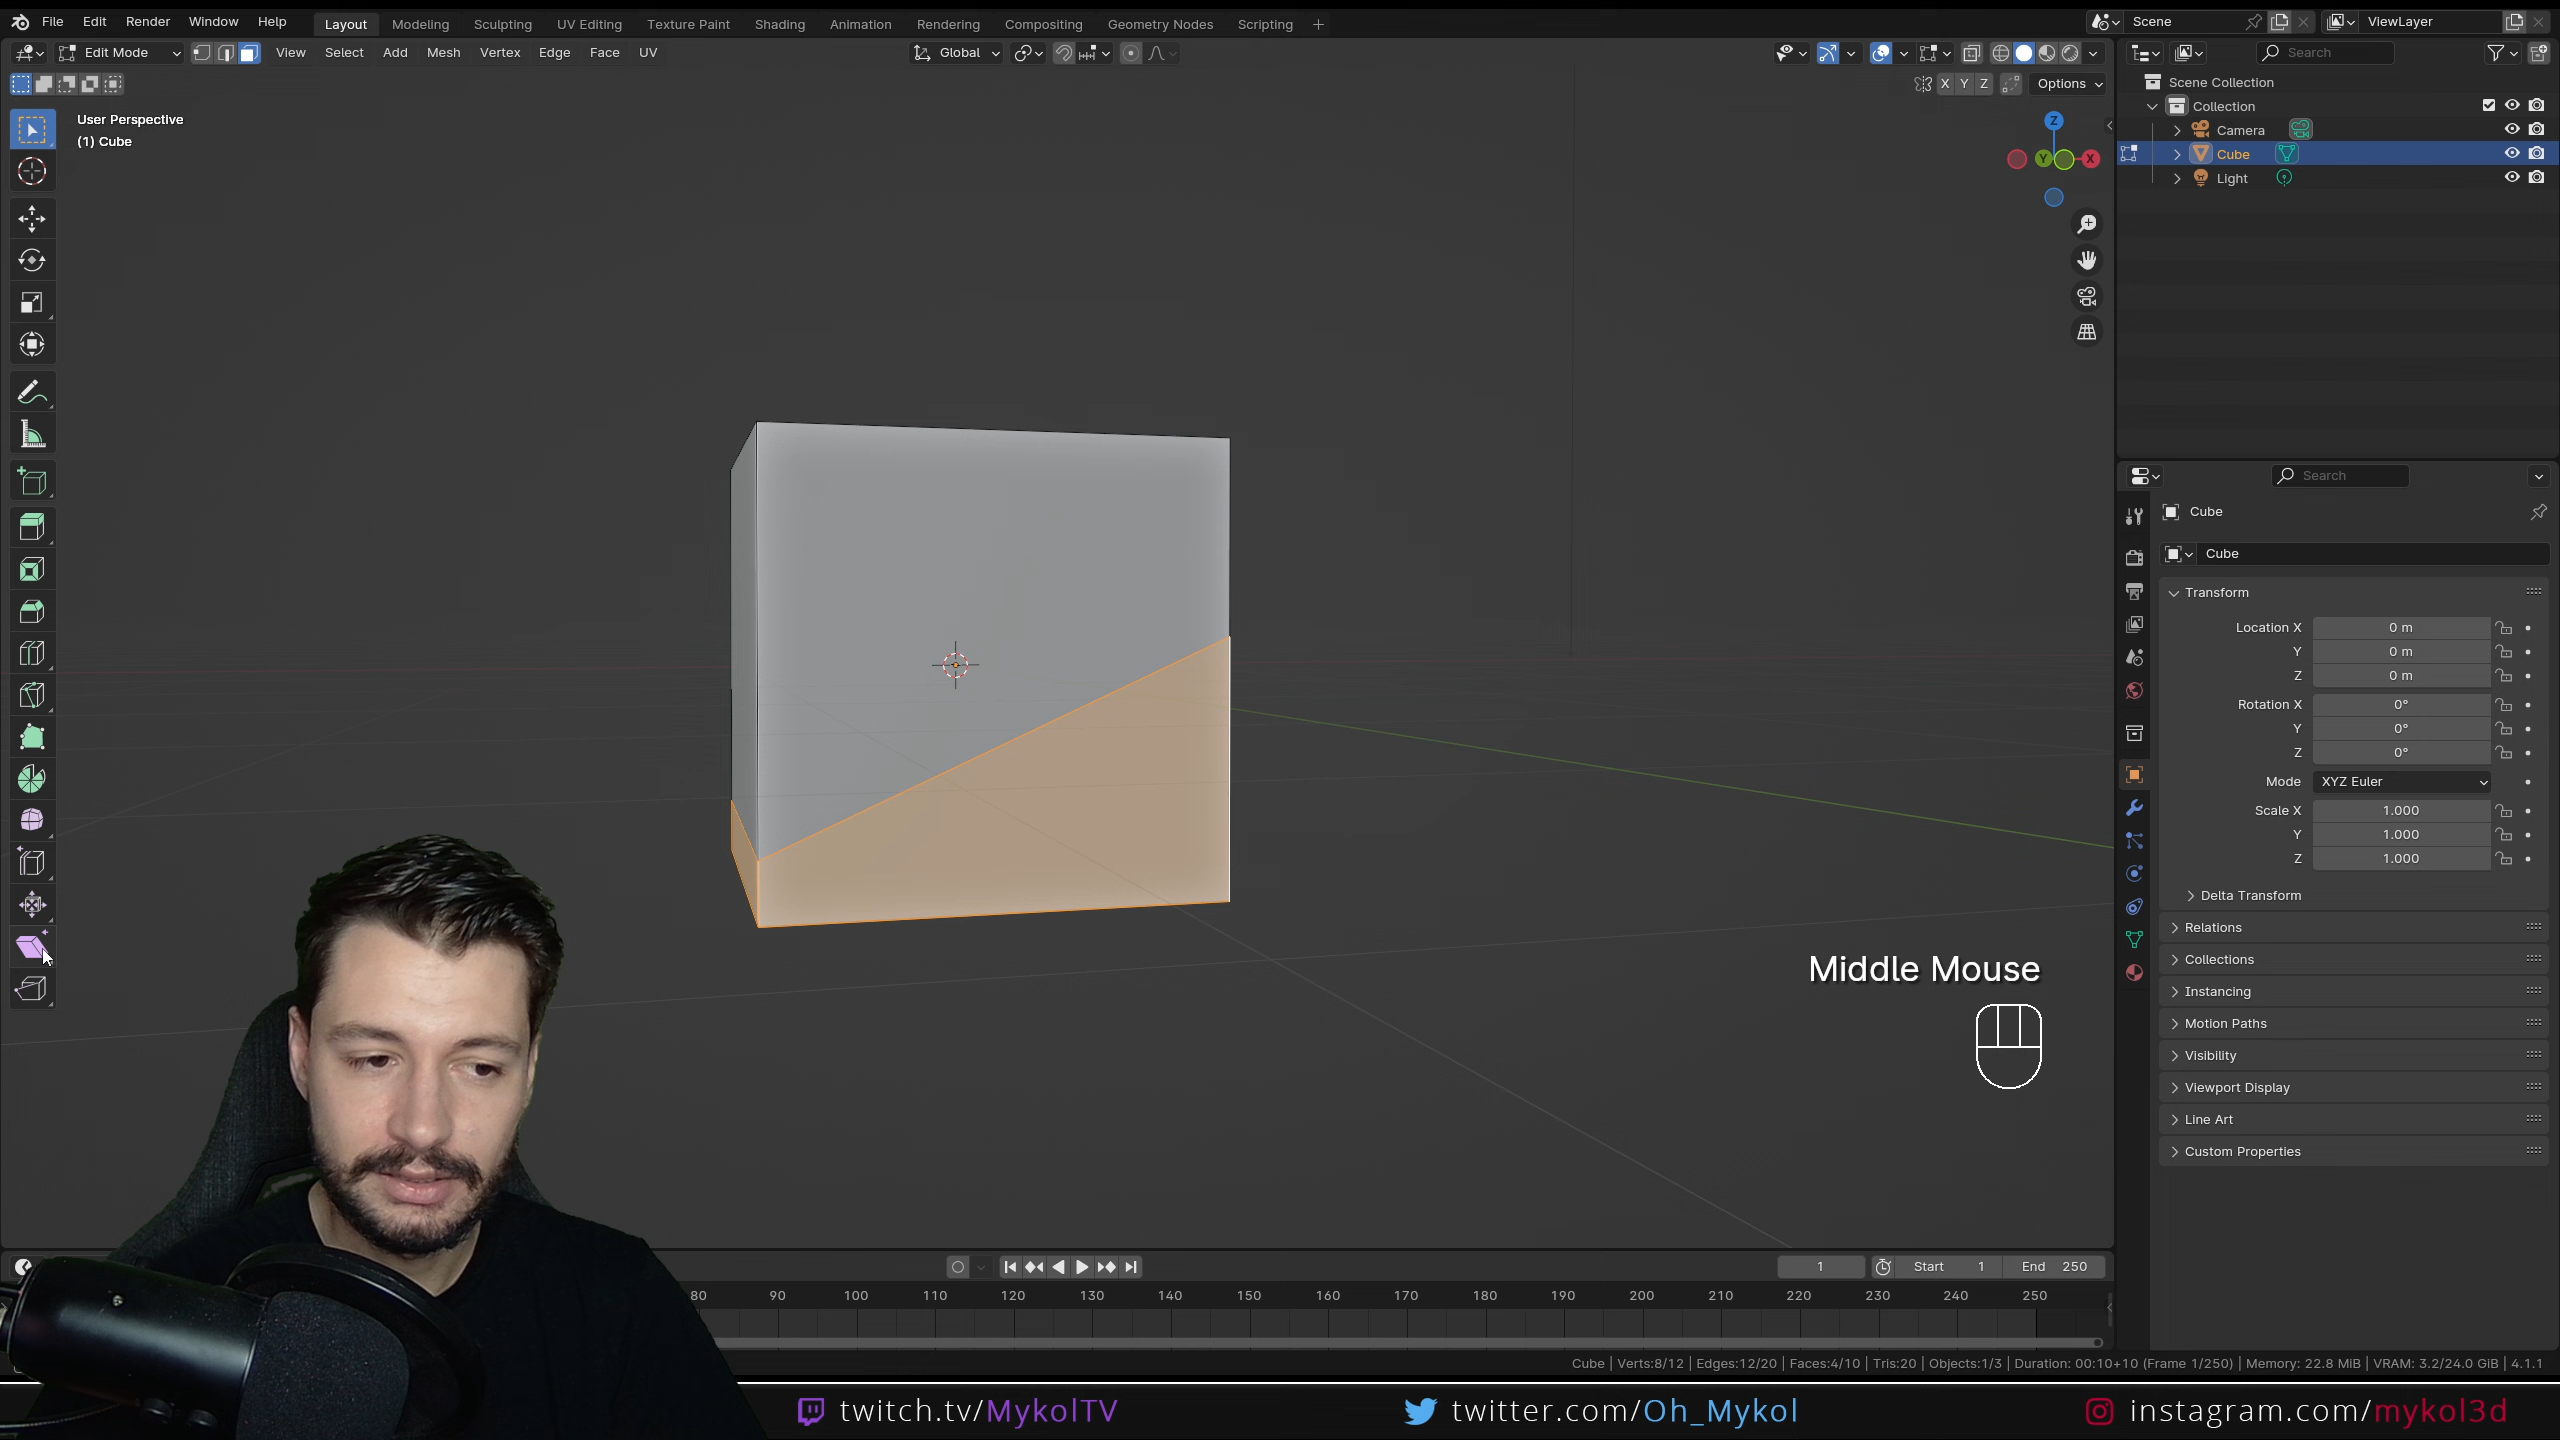 File Edit Render Window Help Layout Modeling Sculpting UV Editing Texture Paint Shading Animation Rendering Compositing Geometry Nodes Scripting + Scene ViewLayer
Edit Mode View Select Add Mesh Vertex Edge Face UV Global Search
X Y Z Options
User Perspective
(1) Cube
Z
Y X
Scene Collection
Collection
Camera
Cube
Light
Search
Cube
Cube
Transform
Location X 0 m
Y 0 m
Z 0 m
Rotation X 0°
Y 0°
Z 0°
Mode XYZ Euler
Scale X 1.000
Y 1.000
Z 1.000
Delta Transform
Relations
Collections
Instancing
Motion Paths
Visibility
Viewport Display
Line Art
Custom Properties
Middle Mouse
1 Start 1 End 250
80 90 100 110 120 130 140 150 160 170 180 190 200 210 220 230 240 250
Cube | Verts:8/12 | Edges:12/20 | Faces:4/10 | Tris:20 | Objects:1/3 | Duration: 00:10+10 (Frame 1/250) | Memory: 22.8 MiB | VRAM: 3.2/24.0 GiB | 4.1.1
twitch.tv/MykolTV twitter.com/Oh_Mykol instagram.com/mykol3d